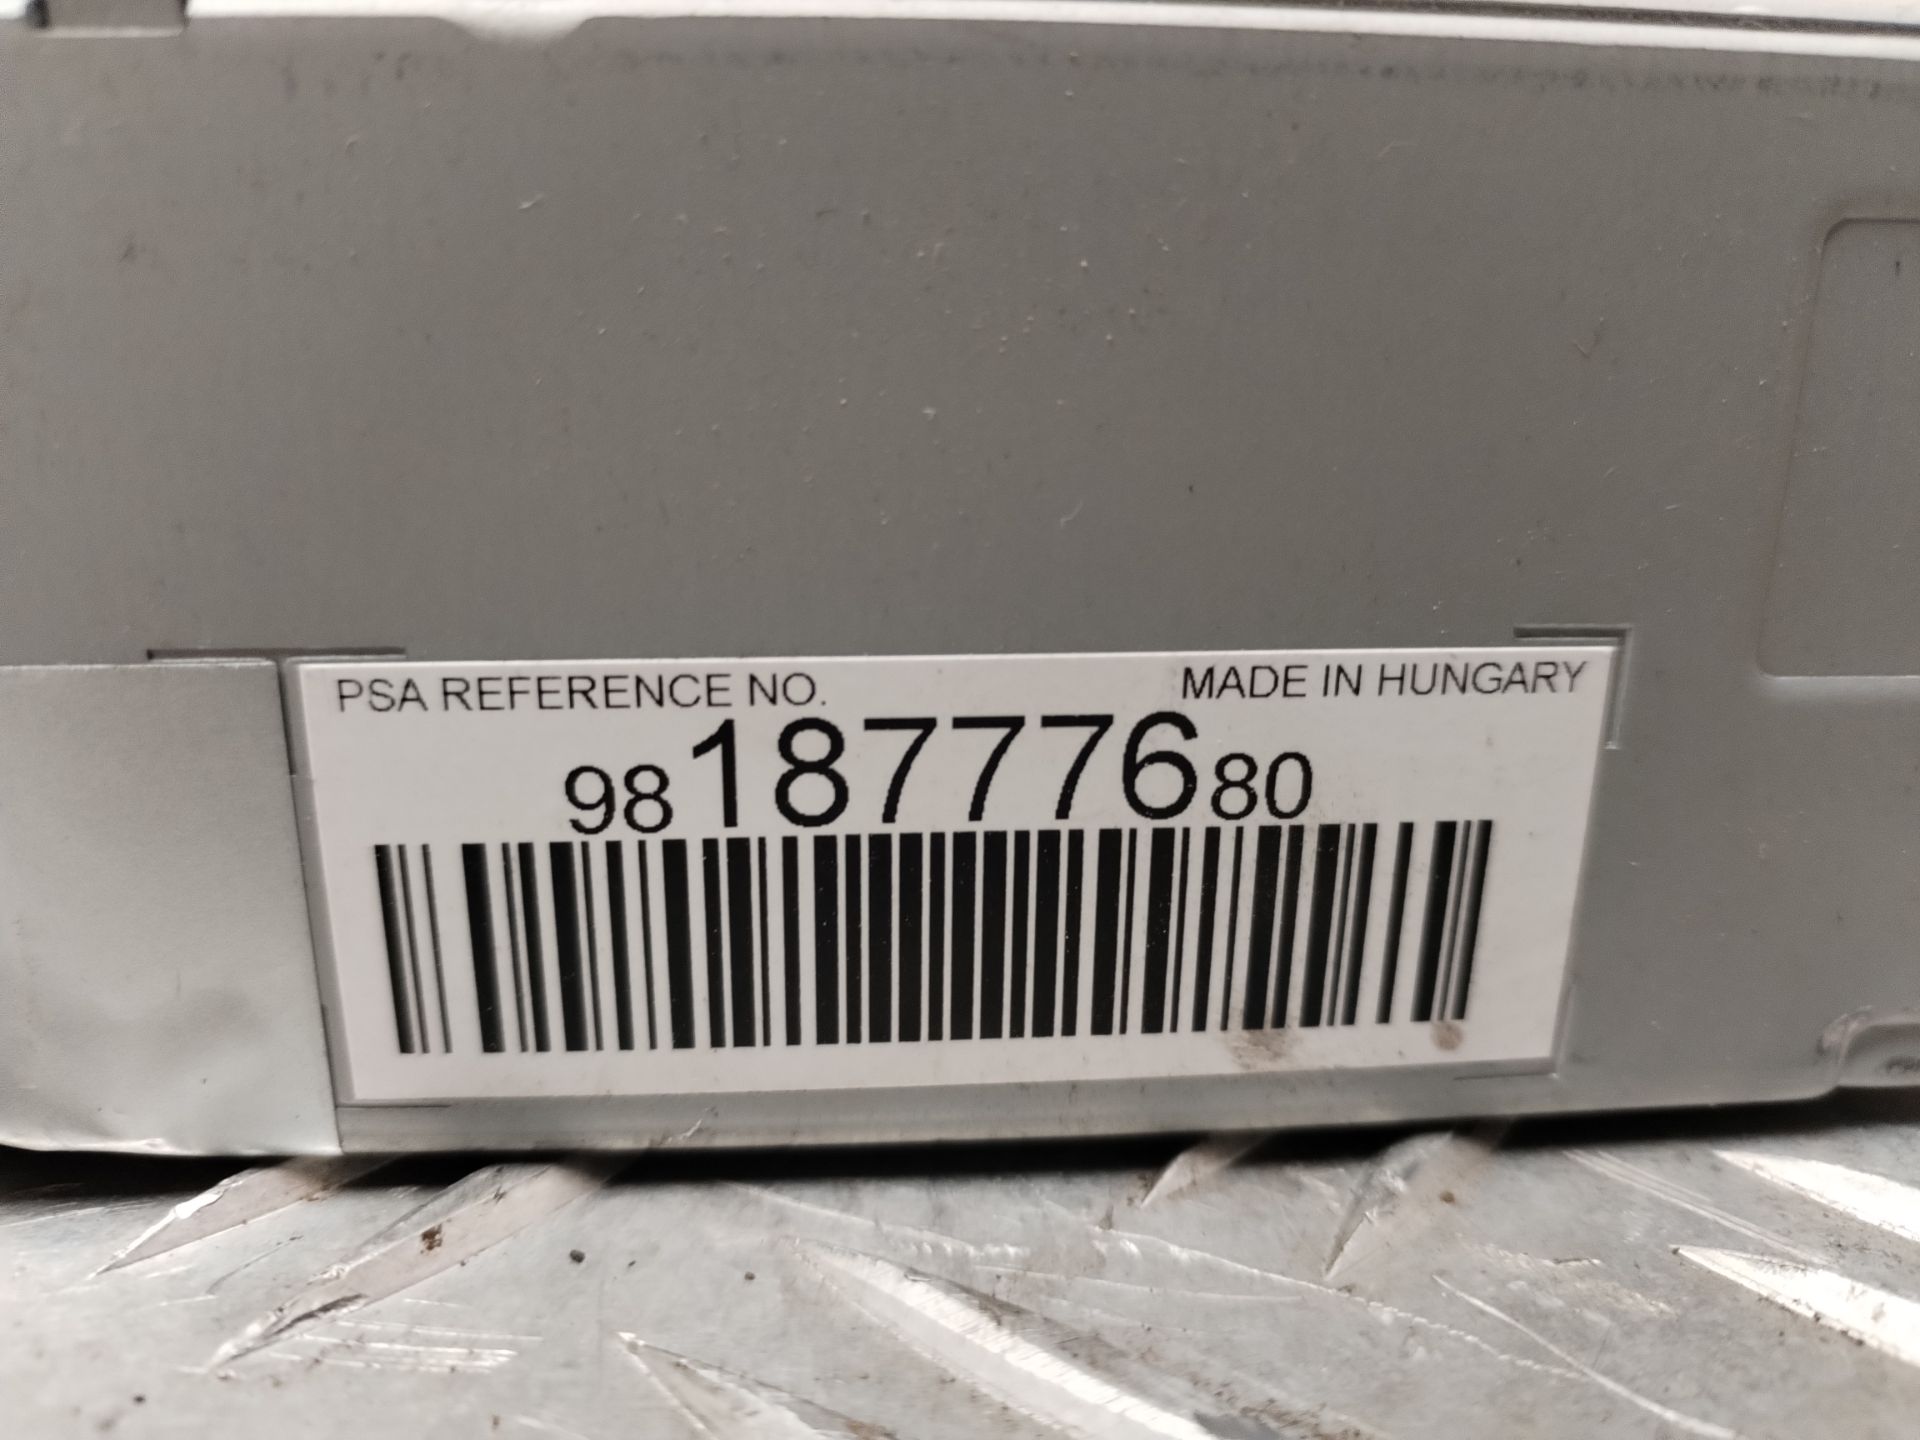 PSA REFERENCE NO. MADE IN HUNGARY
9818777680